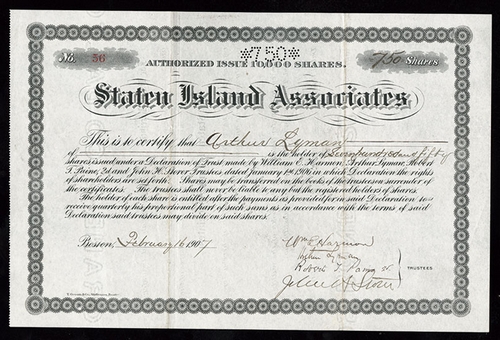 *750*
No. 56
AUTHORIZED ISSUE 10,000 SHARES.
750 Shares
Staten Island Associates
This is to certify that Arthur Lyman
is the holder of Seven hundred and fifty
shares issued under a Declaration of Trust made by William E. Harmon, Arthur Lyman, Robert
T. Paine, 2d and John H. Storer Trustees dated January 1st 1906 in which Declaration the rights
of shareholders are set forth. Shares may be transferred on the books of the trustees on surrender of
the certificates. The trustees shall never be liable to any but the registered holders of shares.
The holder of each share is entitled after the payments as provided for in said Declaration to
receive quarterly his proportional part of such sums as in accordance with the terms of said
Declaration said trustees may divide on said shares.
Boston, February 16 1907
Wm E Harmon
Arthur Lyman
Robert T. Paine 2d
John H Storer
TRUSTEES